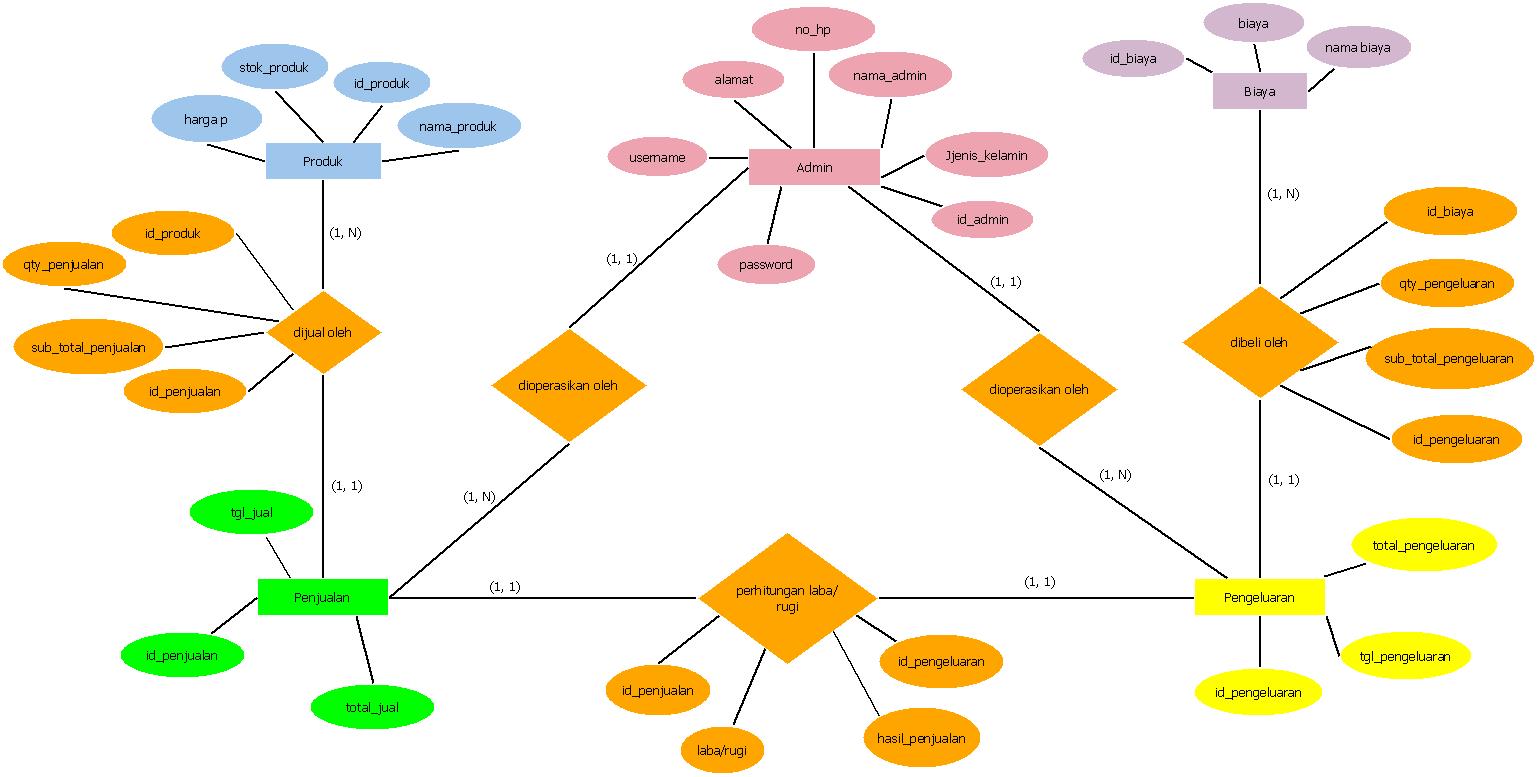 no_hp
biaya
nama biaya
id_biaya
stok_produk
id_produk
alamat
nama_admin
harga p
nama_produk
Biaya
Produk
username
Admin
Jjenis_kelamin
id_admin
password
(1, N)
id_produk
(1, N)
id_biaya
qty_penjualan
(1, 1)
(1, 1)
qty_pengeluaran
dijual oleh
sub_total_penjualan
dibeli oleh
sub_total_pengeluaran
id_penjualan
dioperasikan oleh
dioperasikan oleh
id_pengeluaran
(1, 1)
(1, N)
(1, N)
(1, 1)
tgl_jual
total_pengeluaran
Penjualan
(1, 1)
perhitungan laba/
rugi
(1, 1)
Pengeluaran
id_penjualan
id_pengeluaran
tgl_pengeluaran
id_penjualan
id_pengeluaran
total_jual
laba/rugi
hasil_penjualan